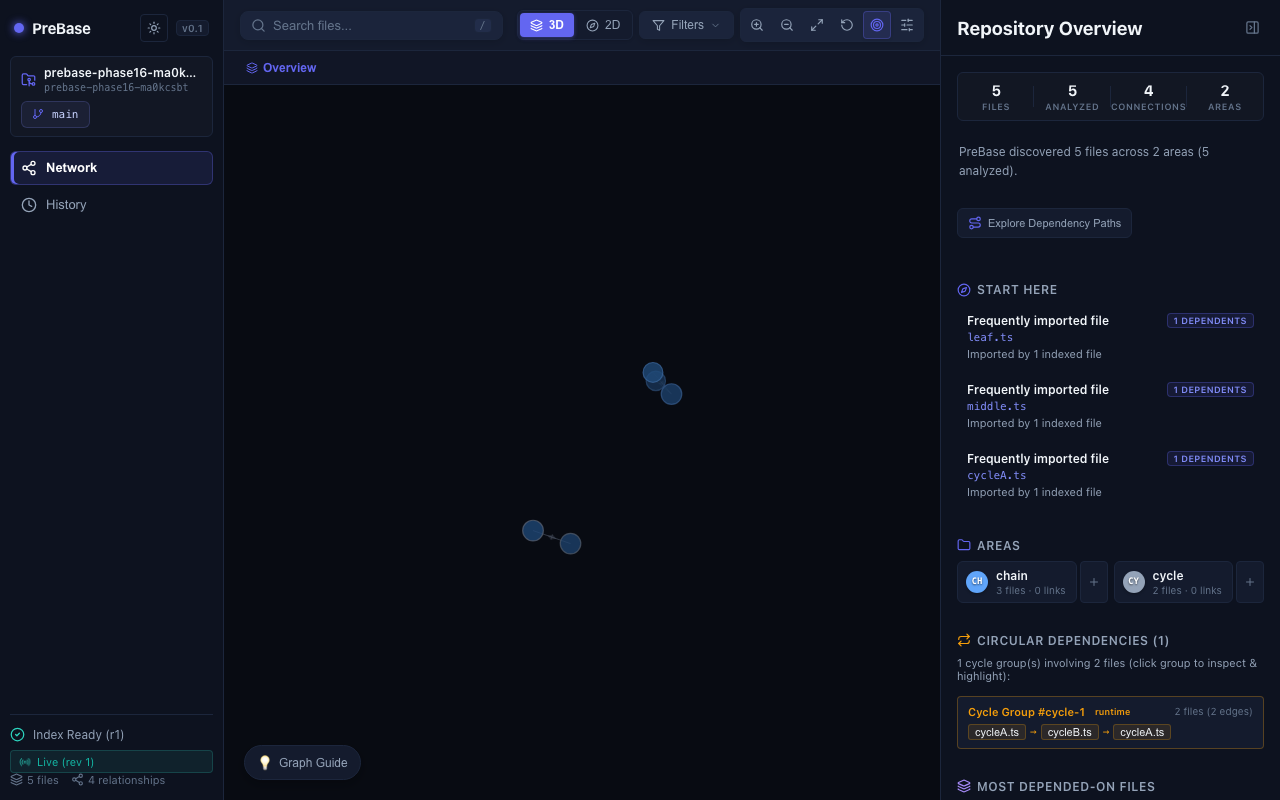 PreBase
v0.1
prebase-phase16-ma0k...
prebase-phase16-ma0kcsbt
main
Network
History
Index Ready (r1)
Live (rev 1)
5 files
4 relationships
Search files...
/
3D
2D
Filters
Overview
Graph Guide
Repository Overview
5 5 4 2
FILES ANALYZED CONNECTIONS AREAS
PreBase discovered 5 files across 2 areas (5
analyzed).
Explore Dependency Paths
START HERE
Frequently imported file
1 DEPENDENTS
leaf.ts
Imported by 1 indexed file
Frequently imported file
1 DEPENDENTS
middle.ts
Imported by 1 indexed file
Frequently imported file
1 DEPENDENTS
cycleA.ts
Imported by 1 indexed file
AREAS
CH
chain
3 files · 0 links
+
CY
cycle
2 files · 0 links
+
CIRCULAR DEPENDENCIES (1)
1 cycle group(s) involving 2 files (click group to inspect &
highlight):
Cycle Group #cycle-1 runtime 2 files (2 edges)
cycleA.ts → cycleB.ts → cycleA.ts
MOST DEPENDED-ON FILES